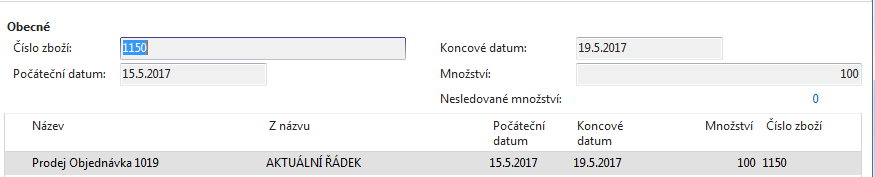 Obecné
Číslo zboží: 1150 Koncové datum: 19.5.2017
Počáteční datum: 15.5.2017 Množství: 100
Nesledované množství: 0
Název Z názvu Počáteční datum Koncové datum Množství Číslo zboží
Prodej Objednávka 1019 AKTUÁLNÍ ŘÁDEK 15.5.2017 19.5.2017 100 1150